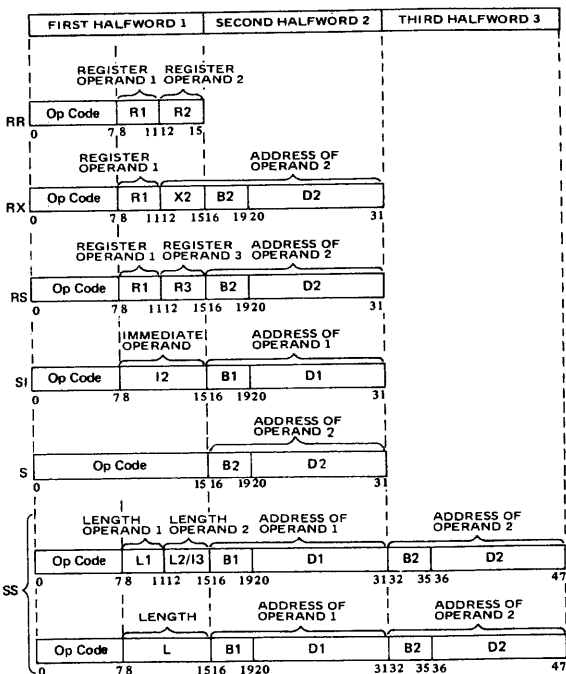 FIRST HALFWORD 1 SECOND HALFWORD 2 THIRD HALFWORD 3
REGISTER REGISTER
OPERAND 1 OPERAND 2
RR Op Code R1 R2
0 7 8 11 12 15
REGISTER ADDRESS OF
OPERAND 1 OPERAND 2
RX Op Code R1 X2 B2 D2
0 7 8 11 12 15 16 19 20 31
REGISTER REGISTER ADDRESS OF
OPERAND 1 OPERAND 3 OPERAND 2
RS Op Code R1 R3 B2 D2
0 7 8 11 12 15 16 19 20 31
IMMEDIATE ADDRESS OF
OPERAND OPERAND 1
SI Op Code I2 B1 D1
0 7 8 15 16 19 20 31
ADDRESS OF
OPERAND 2
S Op Code B2 D2
0 15 16 19 20 31
SS
LENGTH LENGTH ADDRESS OF ADDRESS OF
OPERAND 1 OPERAND 2 OPERAND 1 OPERAND 2
Op Code L1 L2/I3 B1 D1 B2 D2
0 7 8 11 12 15 16 19 20 31 32 35 36 47
LENGTH ADDRESS OF ADDRESS OF
OPERAND 1 OPERAND 2
Op Code L B1 D1 B2 D2
0 7 8 15 16 19 20 31 32 35 36 47